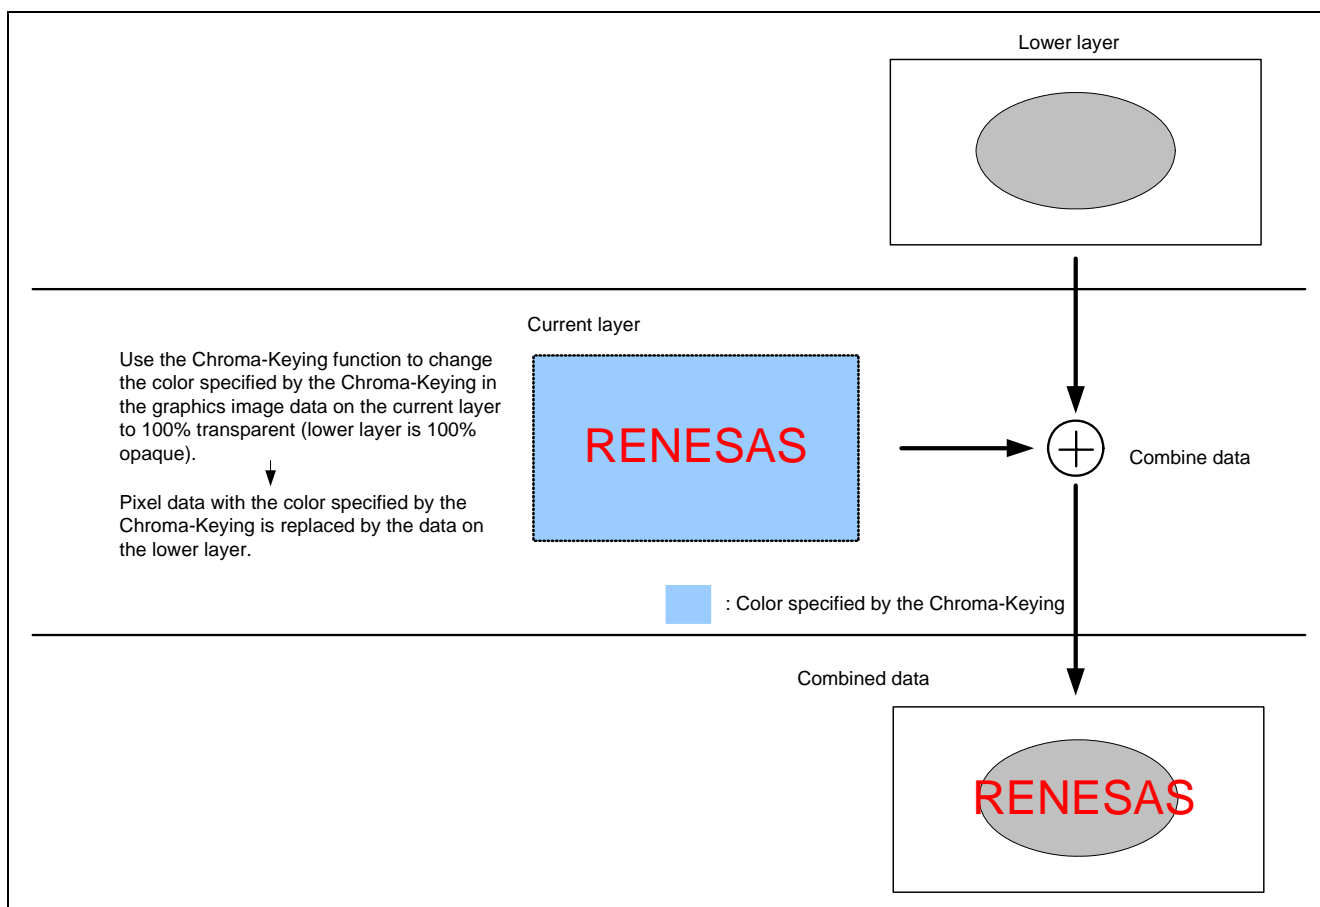 Lower layer
Current layer
Use the Chroma-Keying function to change
the color specified by the Chroma-Keying in
the graphics image data on the current layer
to 100% transparent (lower layer is 100%
opaque).
Pixel data with the color specified by the
Chroma-Keying is replaced by the data on
the lower layer.
RENESAS
Combine data
: Color specified by the Chroma-Keying
Combined data
RENESAS